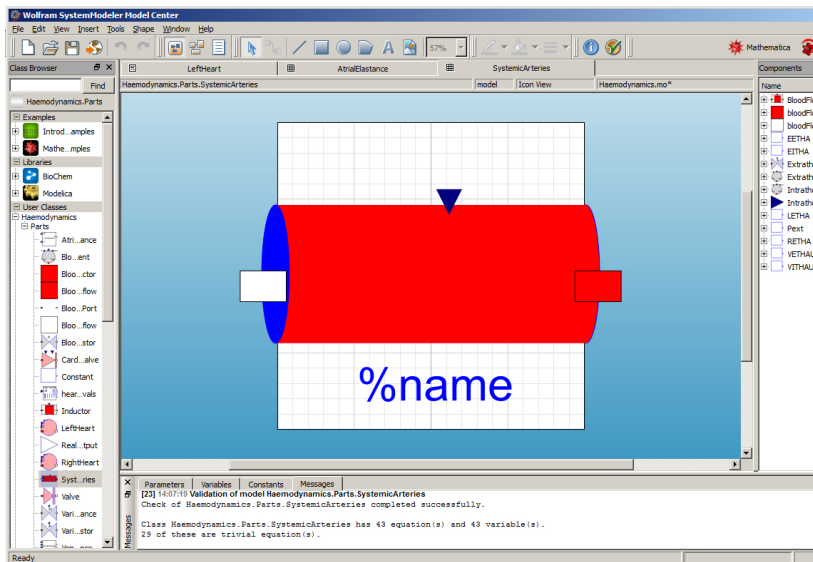 Wolfram SystemModeler Model Center
File Edit View Insert Tools Shape Window Help
57%
Mathematica
Class Browser
LeftHeart
AtrialElastance
SystemicArteries
Components
Find
Haemodynamics.Parts.SystemicArteries
model
Icon View
Haemodynamics.mo*
Name
Haemodynamics.Parts
Examples
Introd...amples
Mathe...mples
Libraries
BioChem
Modelica
User Classes
Haemodynamics
Parts
Atri...ance
Blo...ent
Bloo...ctor
Bloo...flow
Bloo...Port
Bloo...flow
Bloo...stor
Card...alve
Constant
hear...vals
Inductor
LeftHeart
Real...tput
RightHeart
Syst...ries
Valve
Vari...ance
Vari...stor
%name
BloodFl
bloodFl
bloodFl
EETHA
EITHA
Extrath
Extrath
Intrath
Intrath
LETHA
Pext
RETHA
VETHAU
VITHAU
Parameters
Variables
Constants
Messages
Messages
[23] 14:07:19 Validation of model Haemodynamics.Parts.SystemicArteries
Check of Haemodynamics.Parts.SystemicArteries completed successfully.
Class Haemodynamics.Parts.SystemicArteries has 43 equation(s) and 43 variable(s).
29 of these are trivial equation(s).
Ready